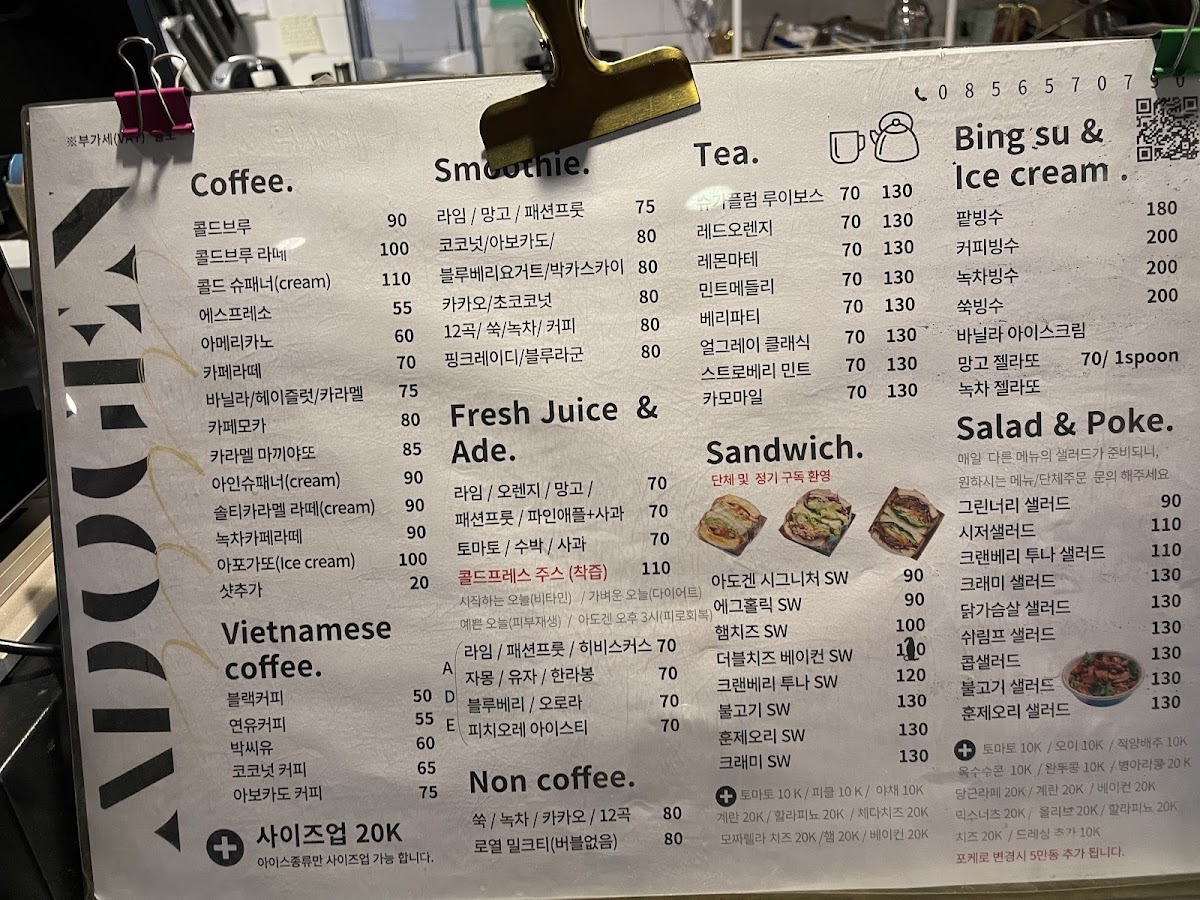 ※부가세(VAT) 별도
ADOGEN
0856570790
Coffee.
콜드브루 90
콜드브루 라떼 100
콜드 슈패너(cream) 110
에스프레소 55
아메리카노 60
카페라떼 70
바닐라/헤이즐럿/카라멜 75
카페모카 80
카라멜 마끼야또 85
아인슈패너(cream) 90
솔티카라멜 라떼(cream) 90
녹차카페라떼 90
아포가또(Ice cream) 100
샷추가 20
Vietnamese
coffee.
블랙커피 50
연유커피 55
박씨유 60
코코넛 커피 65
아보카도 커피 75
사이즈업 20K
아이스종류만 사이즈업 가능 합니다.
Smoothie.
라임 / 망고 / 패션프룻 75
코코넛/아보카도/ 80
블루베리요거트/박카스카이 80
카카오/초코코넛 80
12곡/ 쑥/녹차/ 커피 80
핑크레이디/블루라군 80
Fresh Juice &
Ade.
라임 / 오렌지 / 망고 / 70
패션프룻 / 파인애플+사과 70
토마토 / 수박 / 사과 70
콜드프레스 주스 (착즙) 110
시작하는 오늘(비타민) / 가벼운 오늘(다이어트)
예쁜 오늘(피부재생) / 아도겐 오후 3시(피로회복)
ADE
라임 / 패션프룻 / 히비스커스 70
자몽 / 유자 / 한라봉 70
블루베리 / 오로라 70
피치오레 아이스티 70
Non coffee.
쑥 / 녹차 / 카카오 / 12곡 80
로열 밀크티(버블없음) 80
Tea.
슈가플럼 루이보스 70 130
레드오렌지 70 130
레몬마테 70 130
민트메들리 70 130
베리파티 70 130
얼그레이 클래식 70 130
스트로베리 민트 70 130
카모마일 70 130
Sandwich.
단체 및 정기 구독 환영
아도겐 시그니처 SW 90
에그홀릭 SW 90
햄치즈 SW 100
더블치즈 베이컨 SW
크랜베리 투나 SW 120
불고기 SW 130
훈제오리 SW 130
크래미 SW 130
토마토 10 K / 피클 10 K / 야채 10K
계란 20K / 할라피뇨 20K / 체다치즈 20K
모짜렐라 치즈 20K /햄 20K / 베이컨 20K
Bing su &
Ice cream .
팥빙수 180
커피빙수 200
녹차빙수 200
쑥빙수 200
바닐라 아이스크림
망고 젤라또 70/ 1spoon
녹차 젤라또
Salad & Poke.
매일 다른 메뉴의 샐러드가 준비되니,
원하시는 메뉴/단체주문 문의 해주세요
그린너리 샐러드 90
시저샐러드 110
크랜베리 투나 샐러드 110
크래미 샐러드 130
닭가슴살 샐러드 130
쉬림프 샐러드 130
콥샐러드 130
불고기 샐러드 130
훈제오리 샐러드 130
토마토 10K / 오이 10K / 적양배추 10K
옥수수콘 10K / 완두콩 10K / 병아리콩 20 K
당근라페 20K / 계란 20K / 베이컨 20K
믹스너츠 20K / 올리브 20K / 할라피뇨 20K
치즈 20K / 드레싱 추가 10K
포케로 변경시 5만동 추가 됩니다.